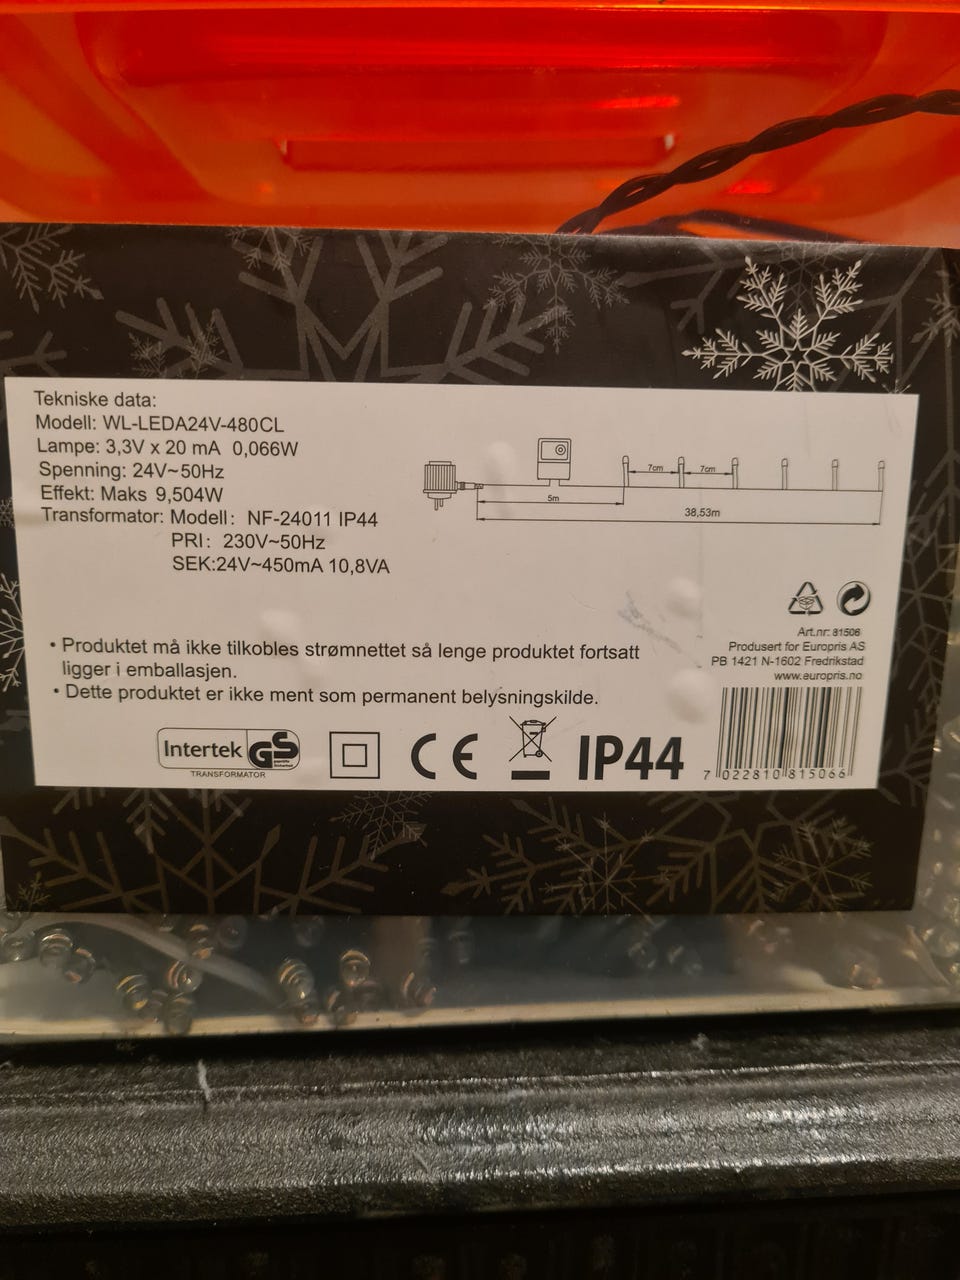 Tekniske data:
Modell: WL-LEDA24V-480CL
Lampe: 3,3V x 20 mA 0,066W
Spenning: 24V~50Hz
Effekt: Maks 9,504W
Transformator: Modell: NF-24011 IP44
PRI: 230V~50Hz
SEK:24V~450mA 10,8VA
7cm 7cm
5m
38,53m
Art.nr: 81506
Produsert for Europris AS
PB 1421 N-1602 Fredrikstad
www.europris.no
• Produktet må ikke tilkobles strømnettet så lenge produktet fortsatt
ligger i emballasjen.
• Dette produktet er ikke ment som permanent belysningskilde.
Intertek GS geprüfte Sicherheit
TRANSFORMATOR
CE
IP44
7 022810 815066